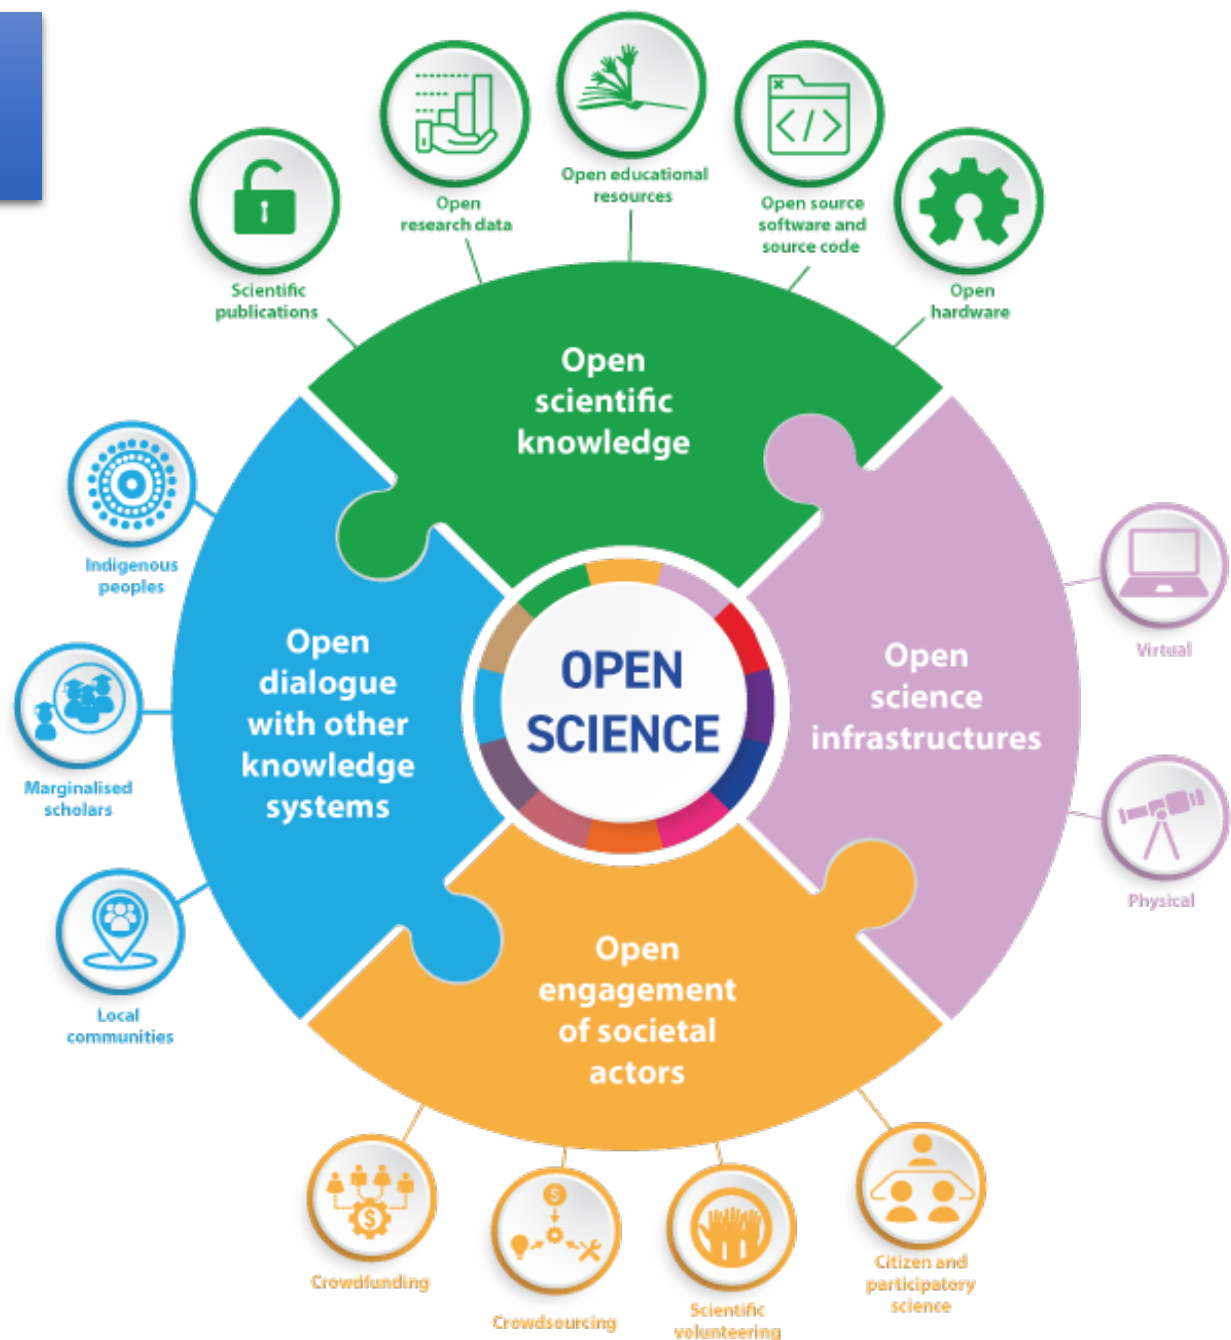 Open educational
resources
Open
research data
Open source
software and
source code
Scientific
publications
Open
hardware
Open
scientific
knowledge
Indigenous
peoples
Marginalised
scholars
Local
communities
Open
dialogue
with other
knowledge
systems
OPEN
SCIENCE
Open
science
infrastructures
Virtual
Physical
Open
engagement
of societal
actors
Crowdfunding
Crowdsourcing
Scientific
volunteering
Citizen and
participatory
science